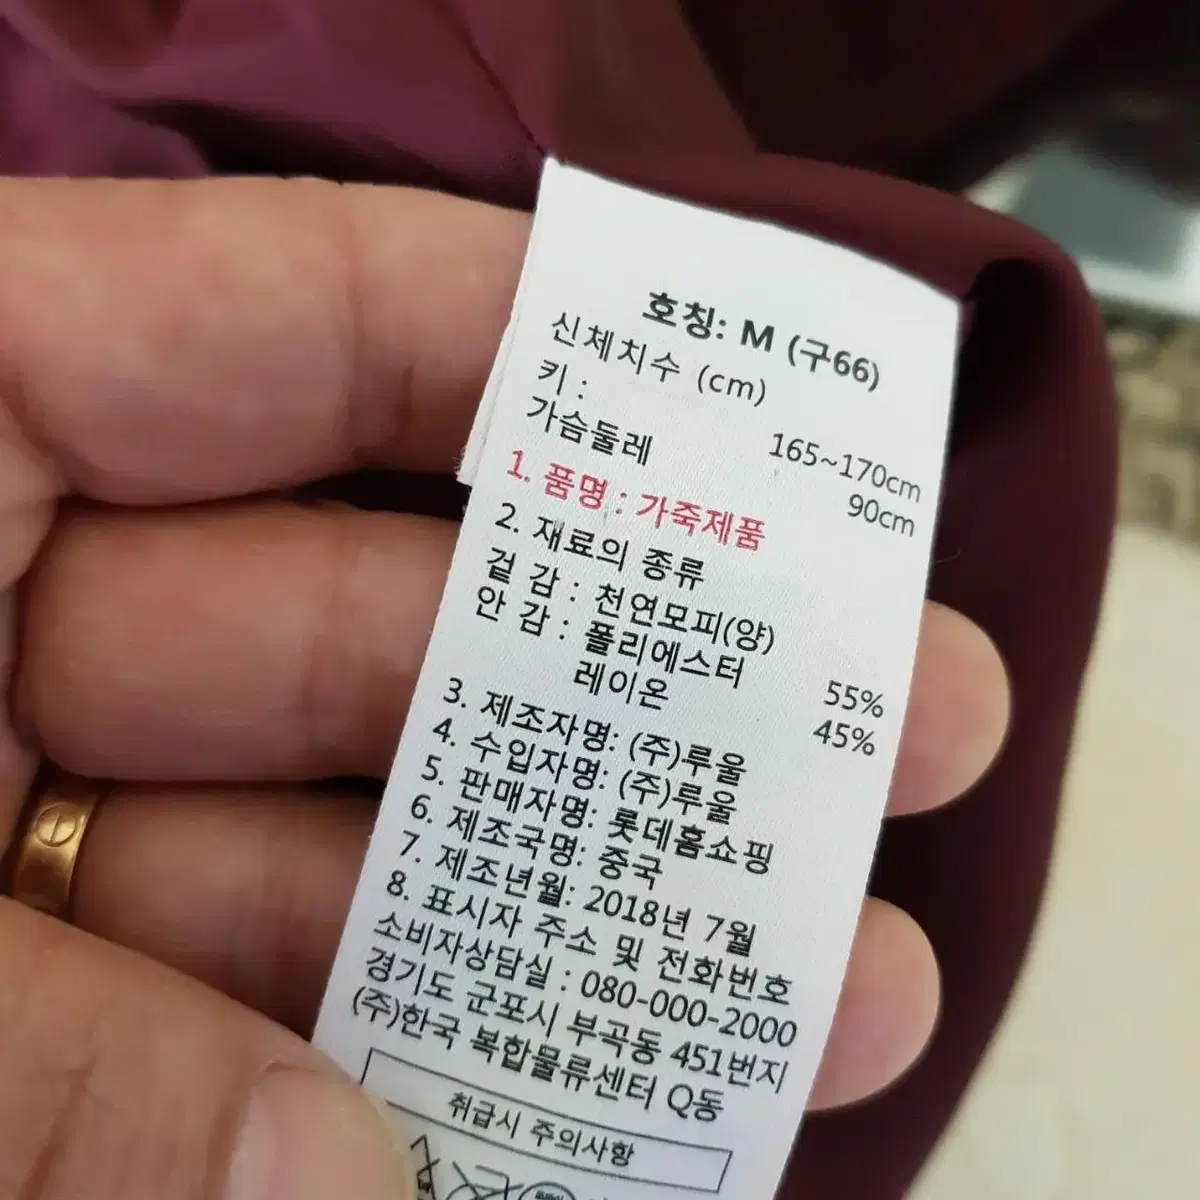 호칭: M (구66)
신체치수 (cm)
키 : 165~170cm
가슴둘레 90cm
1. 품명 : 가죽제품
2. 재료의 종류
겉 감 : 천연모피(양)
안 감 : 폴리에스터 55%
레이온 45%
3. 제조자명: (주)루울
4. 수입자명: (주)루울
5. 판매자명: 롯데홈쇼핑
6. 제조국명: 중국
7. 제조년월: 2018년 7월
8. 표시자 주소 및 전화번호
소비자상담실 : 080-000-2000
경기도 군포시 부곡동 451번지
(주)한국 복합물류센터 Q동
취급시 주의사항